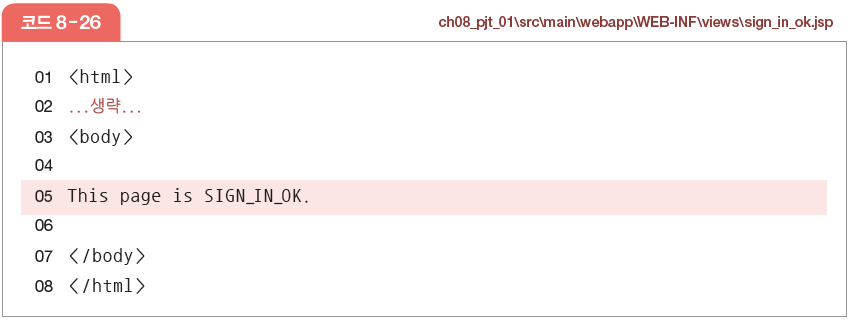 코드 8-26
ch08_pjt_01\src\main\webapp\WEB-INF\views\sign_in_ok.jsp
01 <html>
02 ...생략...
03 <body>
04
05 This page is SIGN_IN_OK.
06
07 </body>
08 </html>